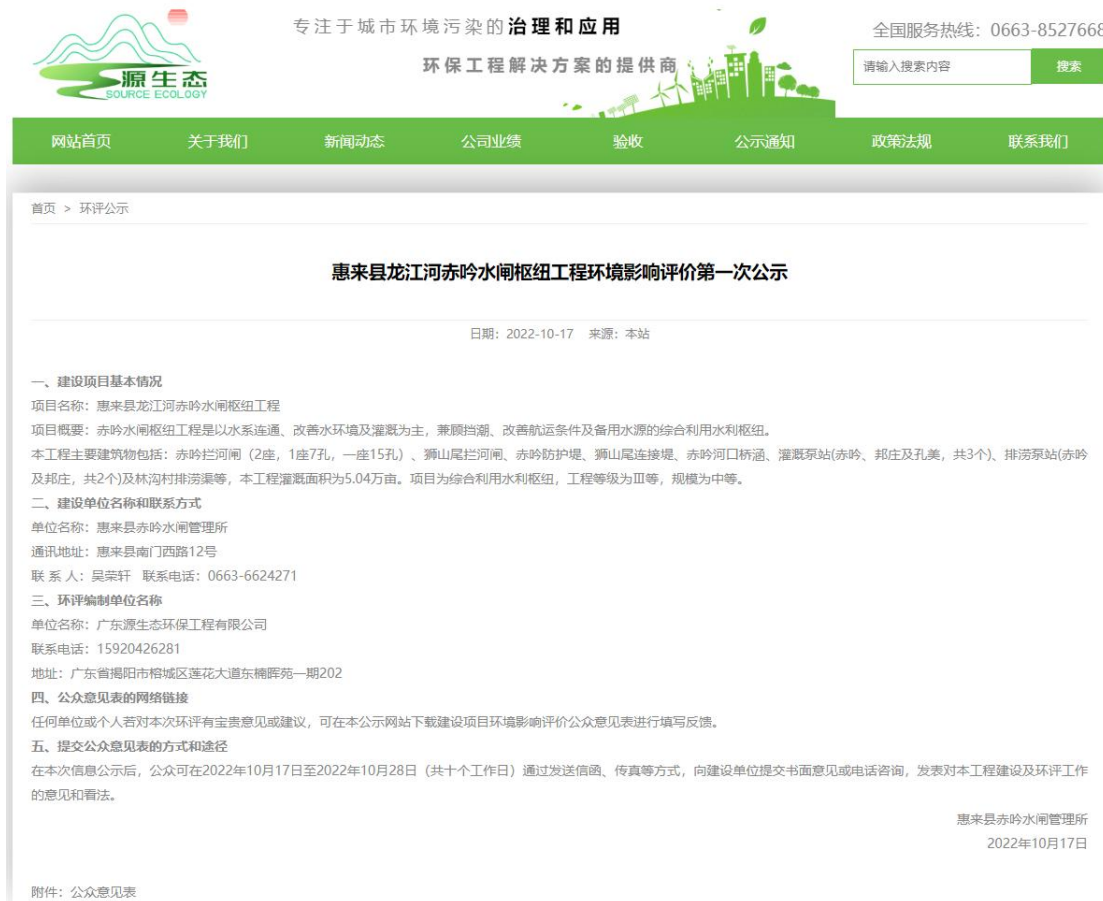 专注于城市环境污染的治理和应用
环保工程解决方案的提供商
全国服务热线：0663-8527668
源生态
SOURCE ECOLOGY
请输入搜索内容
搜索
网站首页 关于我们 新闻动态 公司业绩 验收 公示通知 政策法规 联系我们
首页 > 环评公示
惠来县龙江河赤吟水闸枢纽工程环境影响评价第一次公示
日期：2022-10-17 来源：本站
一、建设项目基本情况
项目名称：惠来县龙江河赤吟水闸枢纽工程
项目概要：赤吟水闸枢纽工程是以水系连通、改善水环境及灌溉为主，兼顾挡潮、改善航运条件及备用水源的综合利用水利枢纽。
本工程主要建筑物包括：赤吟拦河闸（2座，1座7孔，一座15孔）、狮山尾拦河闸、赤吟防护堤、狮山尾连接堤、赤吟河口桥涵、灌溉泵站(赤吟、邦庄及孔美，共3个)、排涝泵站(赤吟
及邦庄，共2个)及林沟村排涝渠等，本工程灌溉面积为5.04万亩。项目为综合利用水利枢纽，工程等级为Ⅲ等，规模为中等。
二、建设单位名称和联系方式
单位名称：惠来县赤吟水闸管理所
通讯地址：惠来县南门西路12号
联 系 人：吴荣轩 联系电话：0663-6624271
三、环评编制单位名称
单位名称：广东源生态环保工程有限公司
联系电话：15920426281
地址：广东省揭阳市榕城区莲花大道东楠晖苑一期202
四、公众意见表的网络链接
任何单位或个人若对本次环评有宝贵意见或建议，可在本公示网站下载建设项目环境影响评价公众意见表进行填写反馈。
五、提交公众意见表的方式和途径
在本次信息公示后，公众可在2022年10月17日至2022年10月28日（共十个工作日）通过发送信函、传真等方式，向建设单位提交书面意见或电话咨询，发表对本工程建设及环评工作
的意见和看法。
惠来县赤吟水闸管理所
2022年10月17日
附件：公众意见表